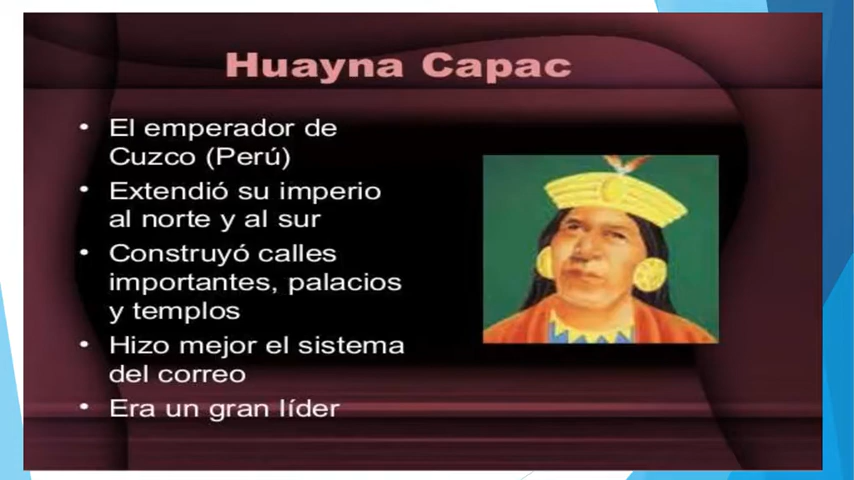 Huayna Capac
• El emperador de
Cuzco (Perú)
• Extendió su imperio
al norte y al sur
• Construyó calles
importantes, palacios
y templos
• Hizo mejor el sistema
del correo
• Era un gran líder